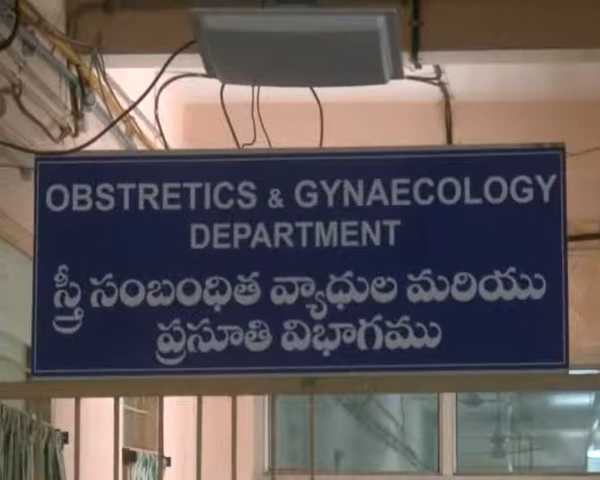 OBSTRETICS & GYNAECOLOGY
DEPARTMENT
స్త్రీ సంబంధిత వ్యాధుల మరియు
ప్రసూతి విభాగము